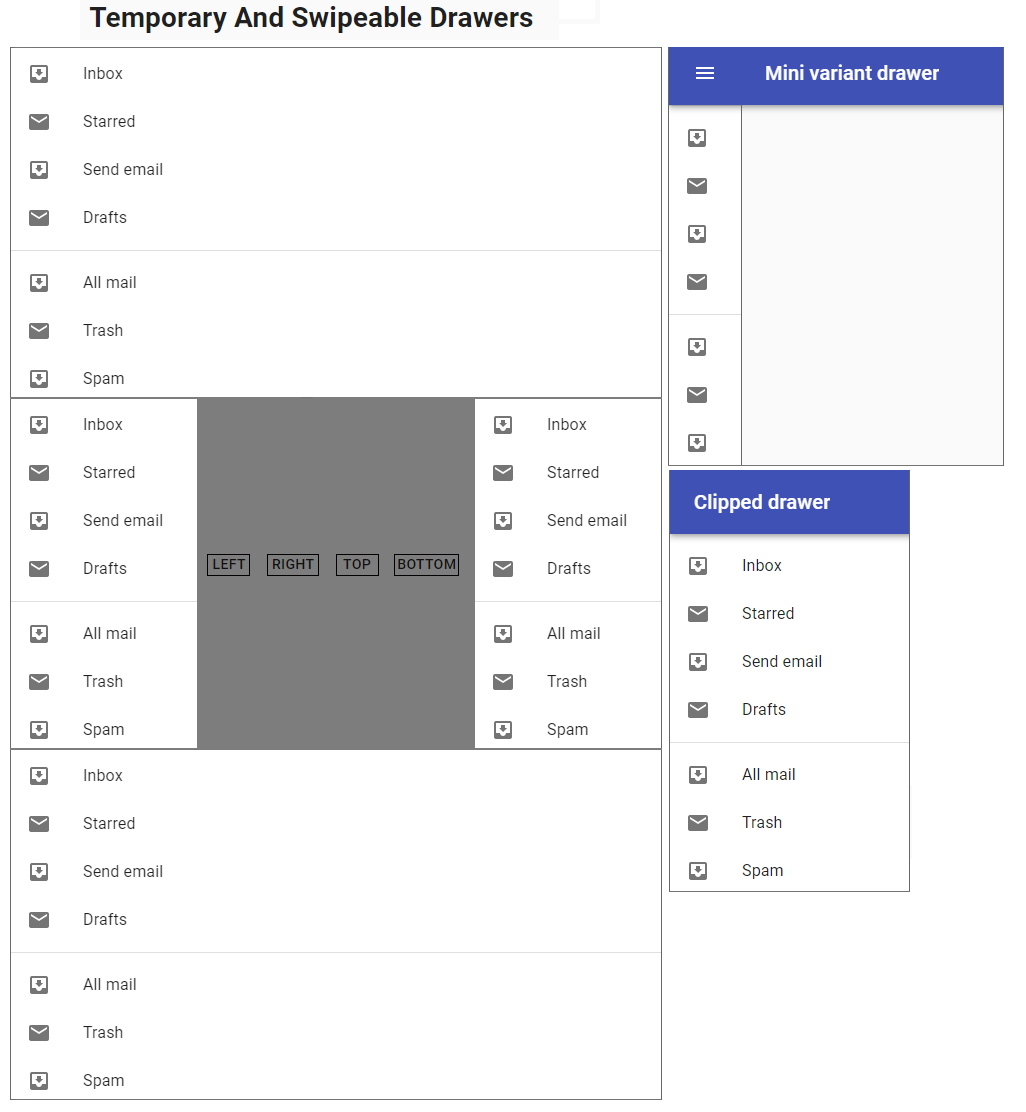 Temporary And Swipeable Drawers
Inbox
Starred
Send email
Drafts
All mail
Trash
Spam
Inbox
Starred
Send email
Drafts
All mail
Trash
Spam
LEFT RIGHT TOP BOTTOM
Inbox
Starred
Send email
Drafts
All mail
Trash
Spam
Inbox
Starred
Send email
Drafts
All mail
Trash
Spam
Mini variant drawer
Clipped drawer
Inbox
Starred
Send email
Drafts
All mail
Trash
Spam